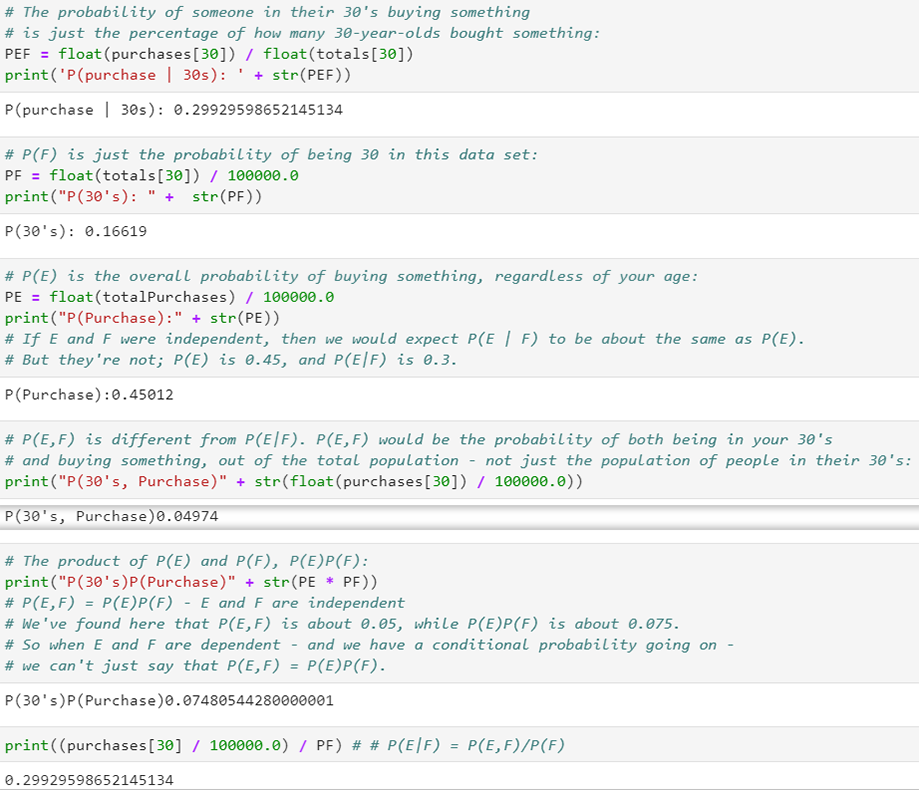 # The probability of someone in their 30's buying something
# is just the percentage of how many 30-year-olds bought something:
PEF = float(purchases[30]) / float(totals[30])
print('P(purchase | 30s): ' + str(PEF))
P(purchase | 30s): 0.29929598652145134
# P(F) is just the probability of being 30 in this data set:
PF = float(totals[30]) / 100000.0
print("P(30's): " +  str(PF))
P(30's): 0.16619
# P(E) is the overall probability of buying something, regardless of your age:
PE = float(totalPurchases) / 100000.0
print("P(Purchase):" + str(PE))
# If E and F were independent, then we would expect P(E | F) to be about the same as P(E).
# But they're not; P(E) is 0.45, and P(E|F) is 0.3.
P(Purchase):0.45012
# P(E,F) is different from P(E|F). P(E,F) would be the probability of both being in your 30's
# and buying something, out of the total population - not just the population of people in their 30's:
print("P(30's, Purchase)" + str(float(purchases[30]) / 100000.0))
P(30's, Purchase)0.04974
# The product of P(E) and P(F), P(E)P(F):
print("P(30's)P(Purchase)" + str(PE * PF))
# P(E,F) = P(E)P(F) - E and F are independent
# We've found here that P(E,F) is about 0.05, while P(E)P(F) is about 0.075.
# So when E and F are dependent - and we have a conditional probability going on -
# we can't just say that P(E,F) = P(E)P(F).
P(30's)P(Purchase)0.07480544280000001
print((purchases[30] / 100000.0) / PF) # # P(E|F) = P(E,F)/P(F)
0.29929598652145134